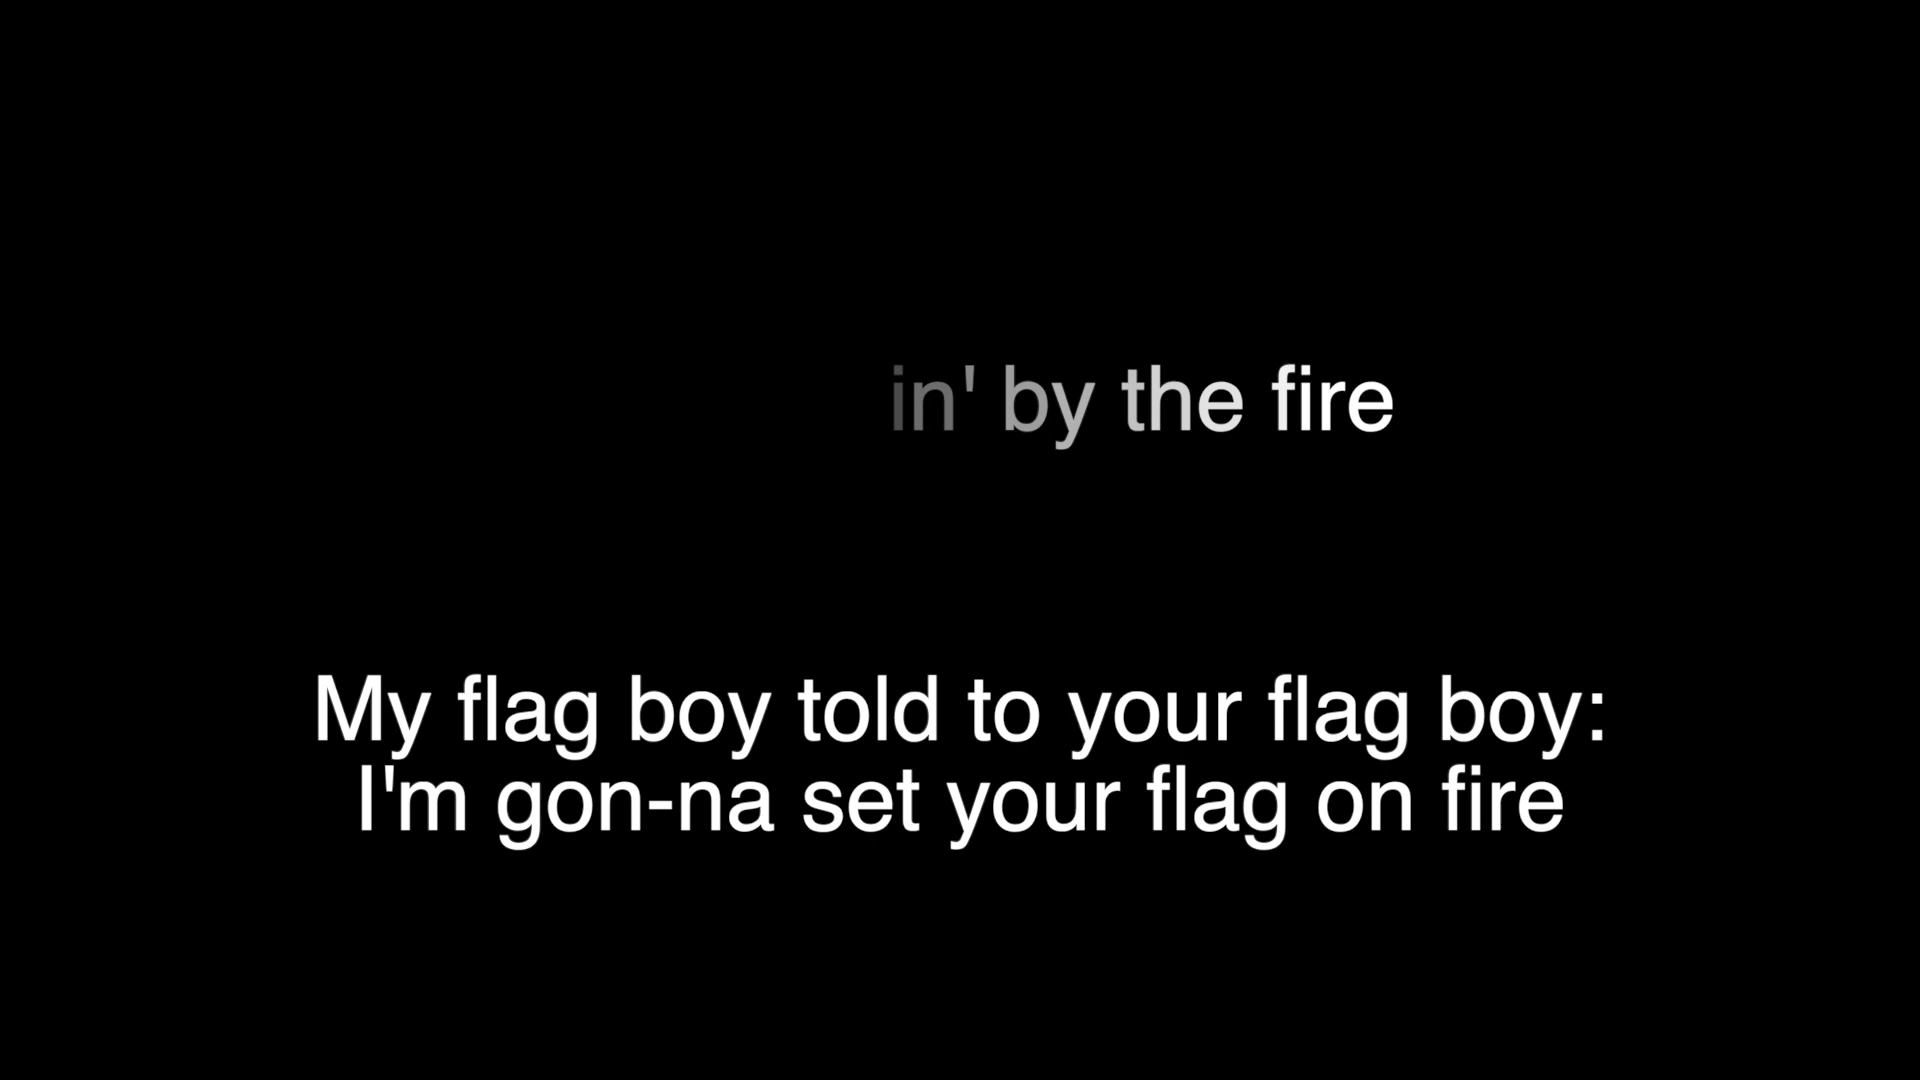 in' by the fire
My flag boy told to your flag boy:
I'm gon-na set your flag on fire